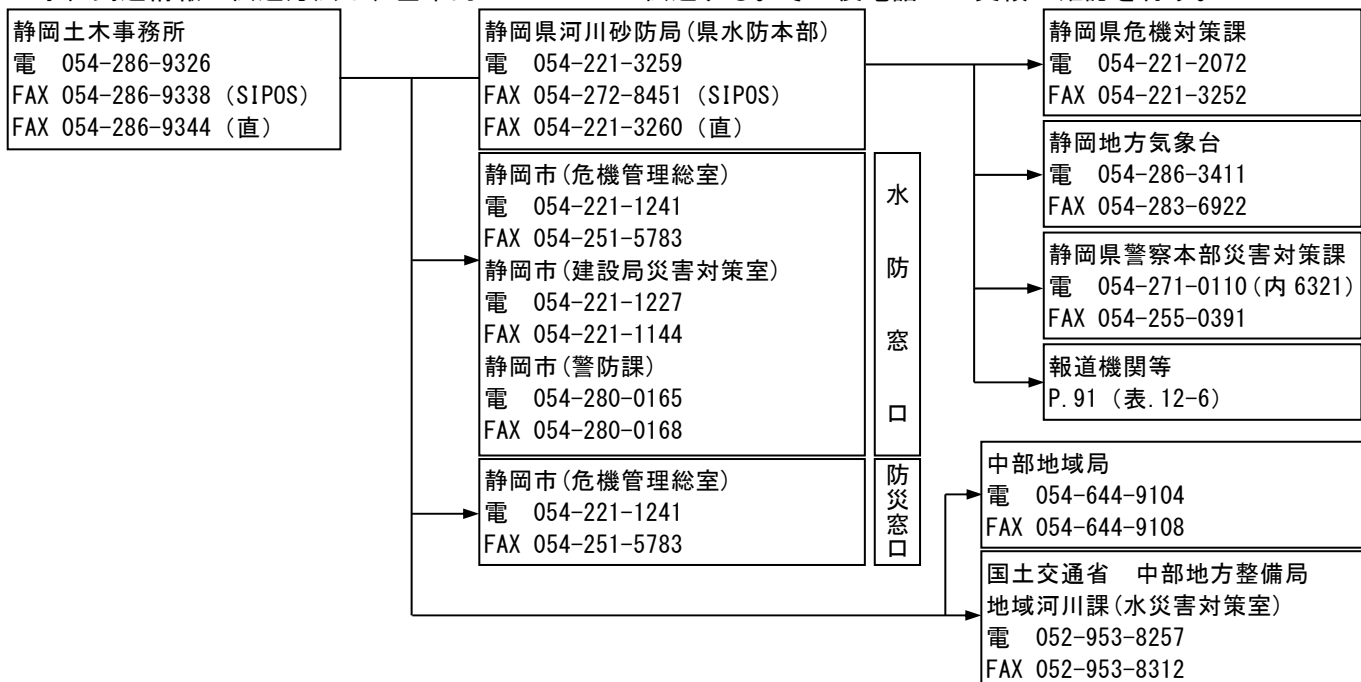 静岡土木事務所
電 054-286-9326
FAX 054-286-9338 (SIPOS)
FAX 054-286-9344 (直)
静岡県河川砂防局(県水防本部)
電 054-221-3259
FAX 054-272-8451 (SIPOS)
FAX 054-221-3260 (直)
静岡市(危機管理総室)
電 054-221-1241
FAX 054-251-5783
静岡市(建設局災害対策室)
電 054-221-1227
FAX 054-221-1144
静岡市(警防課)
電 054-280-0165
FAX 054-280-0168
水防窓口
静岡市(危機管理総室)
電 054-221-1241
FAX 054-251-5783
防災窓口
静岡県危機対策課
電 054-221-2072
FAX 054-221-3252
静岡地方気象台
電 054-286-3411
FAX 054-283-6922
静岡県警察本部災害対策課
電 054-271-0110(内 6321)
FAX 054-255-0391
報道機関等
P.91 (表.12-6)
中部地域局
電 054-644-9104
FAX 054-644-9108
国土交通省 中部地方整備局
地域河川課(水災害対策室)
電 052-953-8257
FAX 052-953-8312